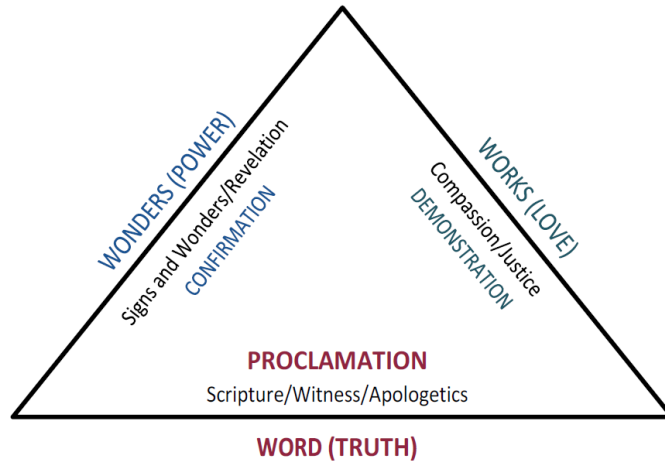 WONDERS (POWER)
Signs and Wonders/Revelation
CONFIRMATION
WORKS (LOVE)
Compassion/Justice
DEMONSTRATION
PROCLAMATION
Scripture/Witness/Apologetics
WORD (TRUTH)